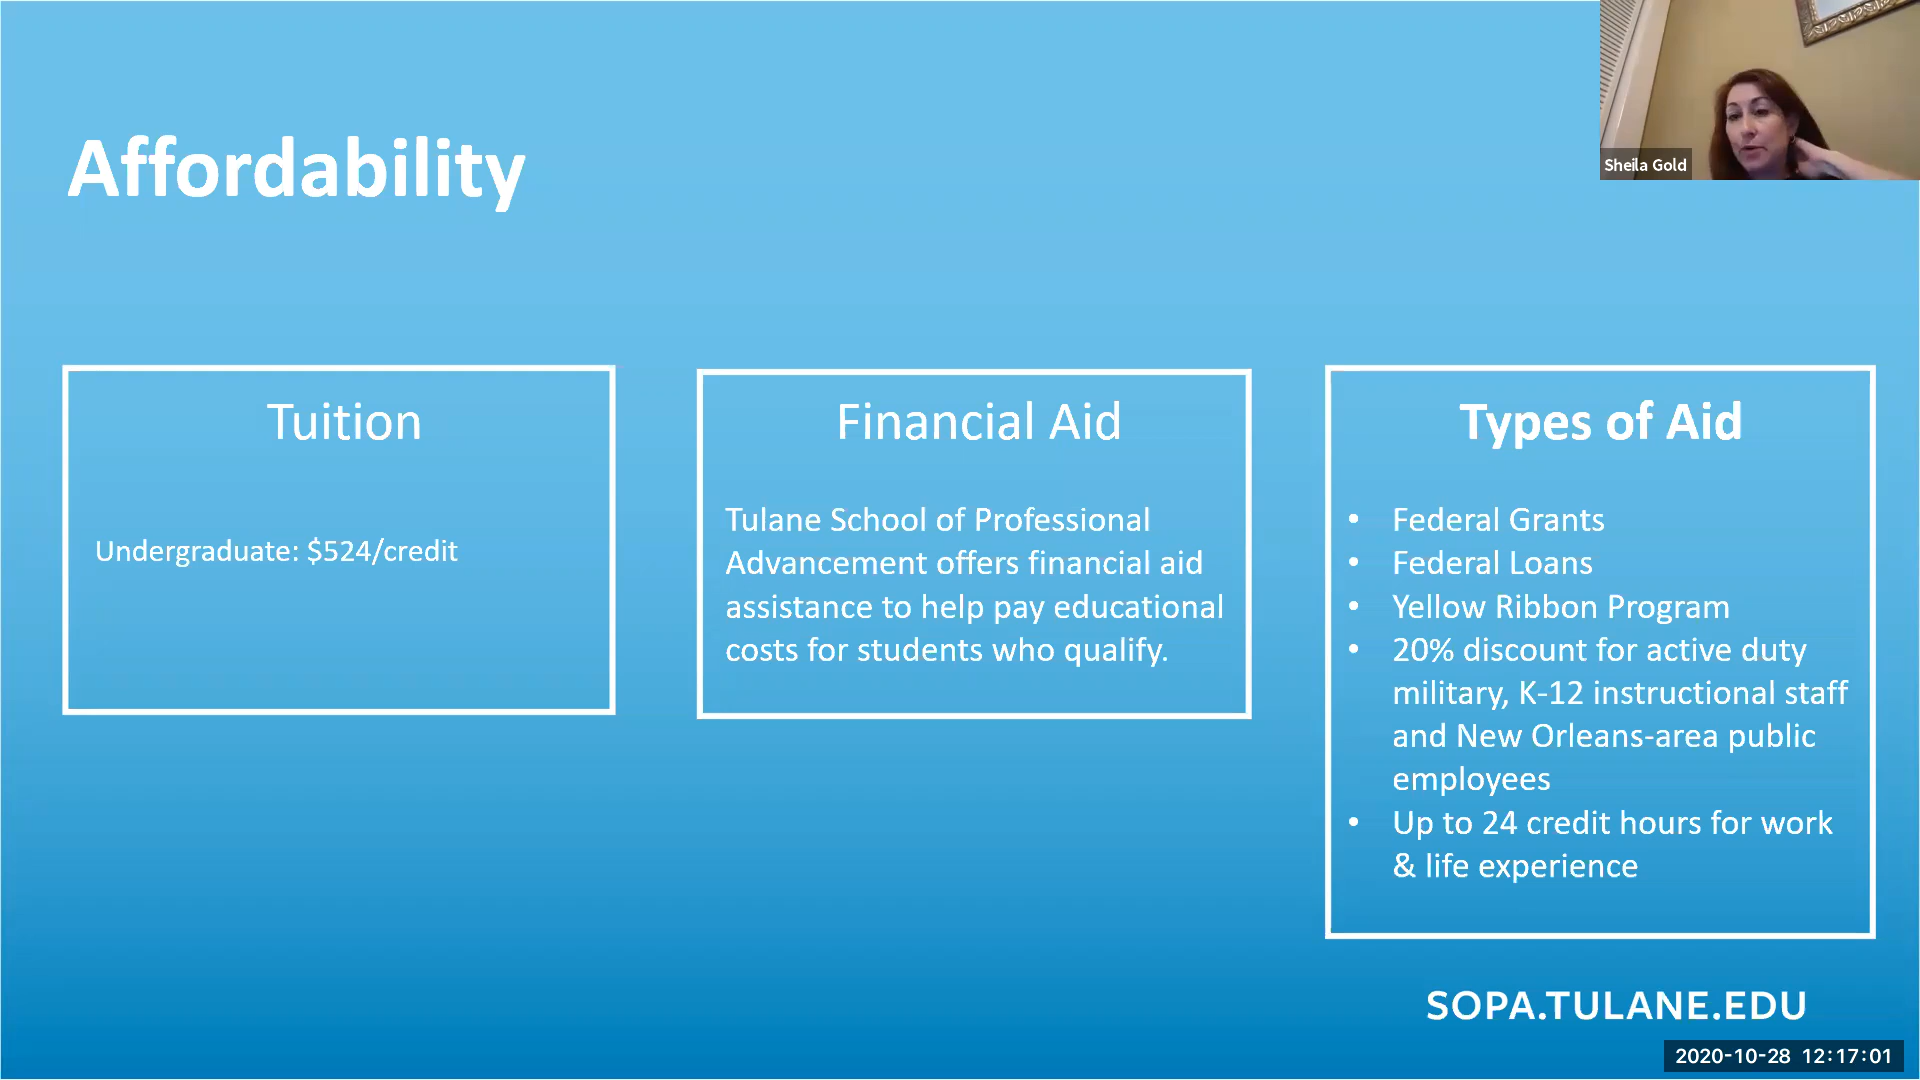 Sheila Gold
Affordability
Tuition
Undergraduate: $524/credit
Financial Aid
Tulane School of Professional
Advancement offers financial aid
assistance to help pay educational
costs for students who qualify.
Types of Aid
• Federal Grants
• Federal Loans
• Yellow Ribbon Program
• 20% discount for active duty
military, K-12 instructional staff
and New Orleans-area public
employees
• Up to 24 credit hours for work
& life experience
SOPA.TULANE.EDU
2020-10-28 12:17:01